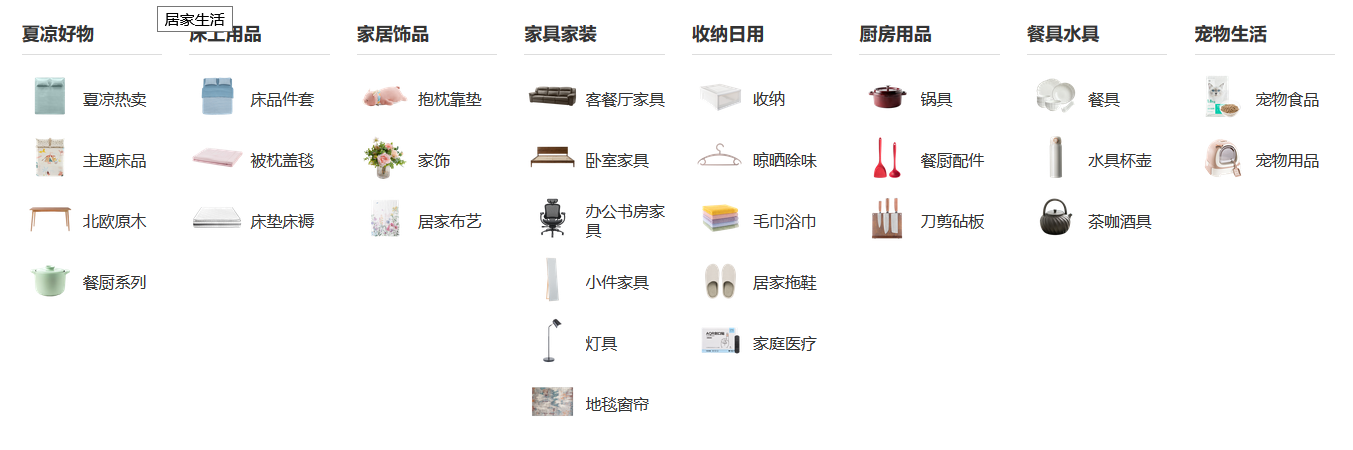 居家生活
夏凉好物
夏凉热卖
主题床品
北欧原木
餐厨系列
床上用品
床品件套
被枕盖毯
床垫床褥
家居饰品
抱枕靠垫
家饰
居家布艺
家具家装
客餐厅家具
卧室家具
办公书房家
具
小件家具
灯具
地毯窗帘
收纳日用
收纳
晾晒除味
毛巾浴巾
居家拖鞋
家庭医疗
厨房用品
锅具
餐厨配件
刀剪砧板
餐具水具
餐具
水具杯壶
茶咖酒具
宠物生活
宠物食品
宠物用品